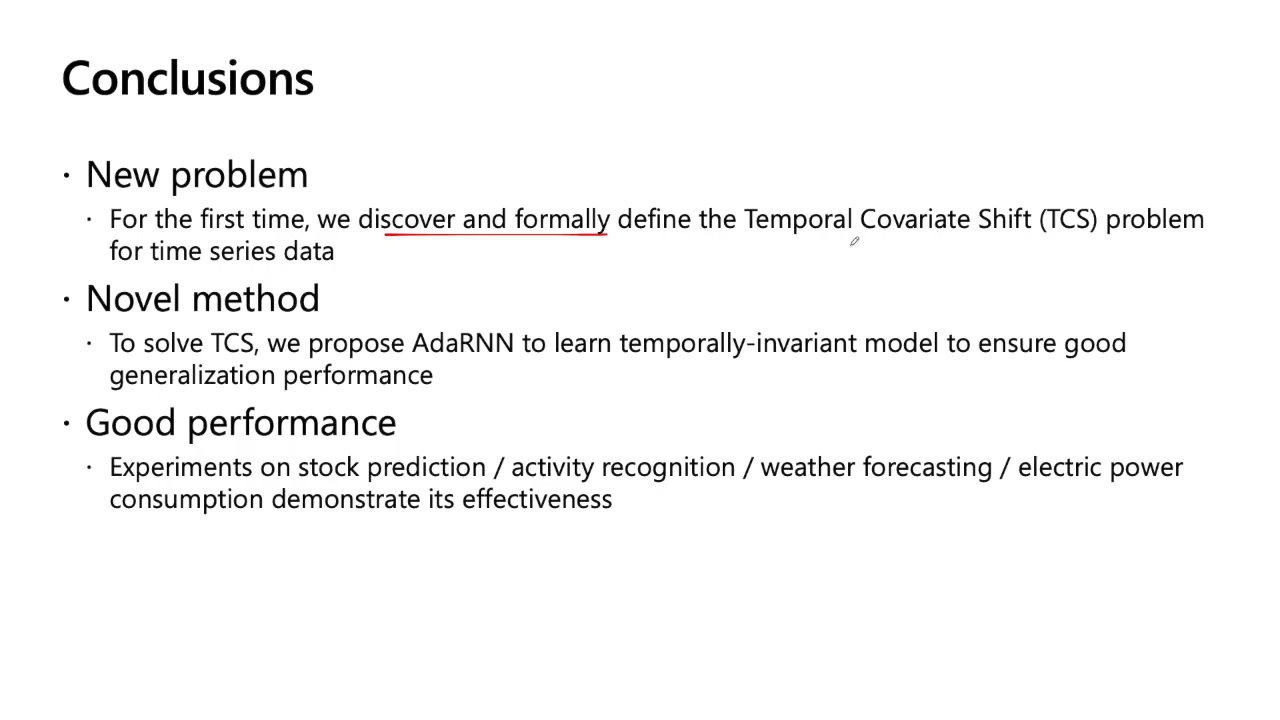 Conclusions
· New problem
· For the first time, we discover and formally define the Temporal Covariate Shift (TCS) problem
for time series data
· Novel method
· To solve TCS, we propose AdaRNN to learn temporally-invariant model to ensure good
generalization performance
· Good performance
· Experiments on stock prediction / activity recognition / weather forecasting / electric power
consumption demonstrate its effectiveness